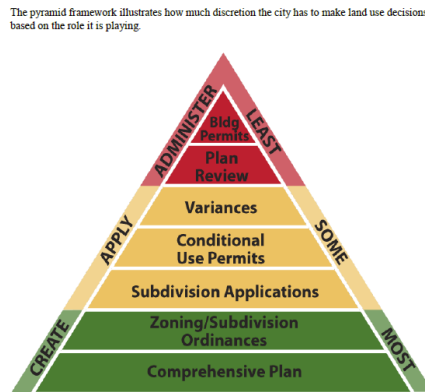 The pyramid framework illustrates how much discretion the city has to make land use decisions
based on the role it is playing.
ADMINISTER
LEAST
Bldg
Permits
Plan
Review
APPLY
SOME
Variances
Conditional
Use Permits
Subdivision Applications
CREATE
MOST
Zoning/Subdivision
Ordinances
Comprehensive Plan